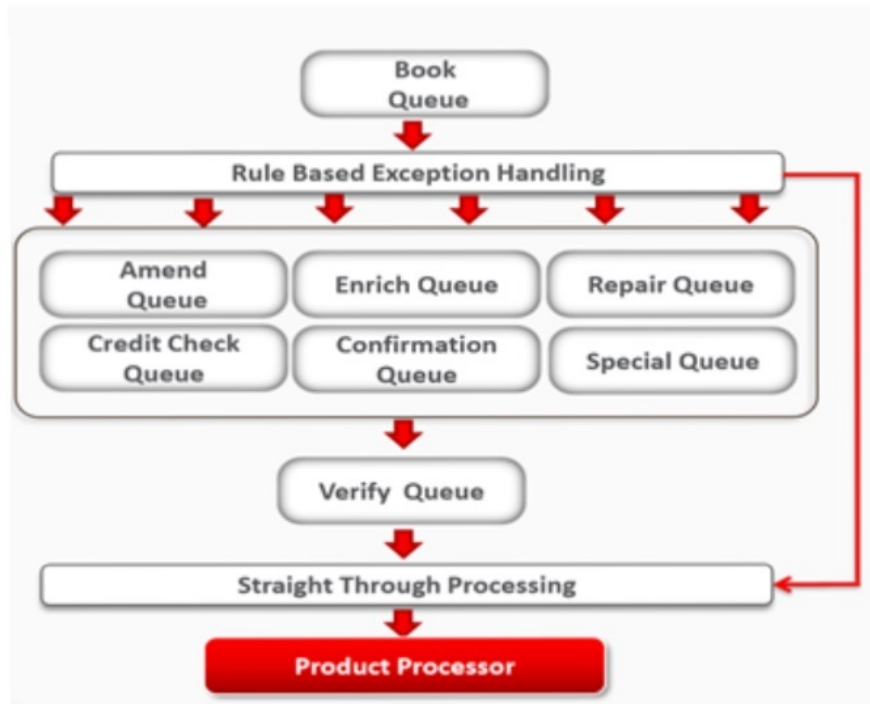 Book
Queue
Rule Based Exception Handling
Amend
Queue
Enrich Queue
Repair Queue
Credit Check
Queue
Confirmation
Queue
Special Queue
Verify Queue
Straight Through Processing
Product Processor